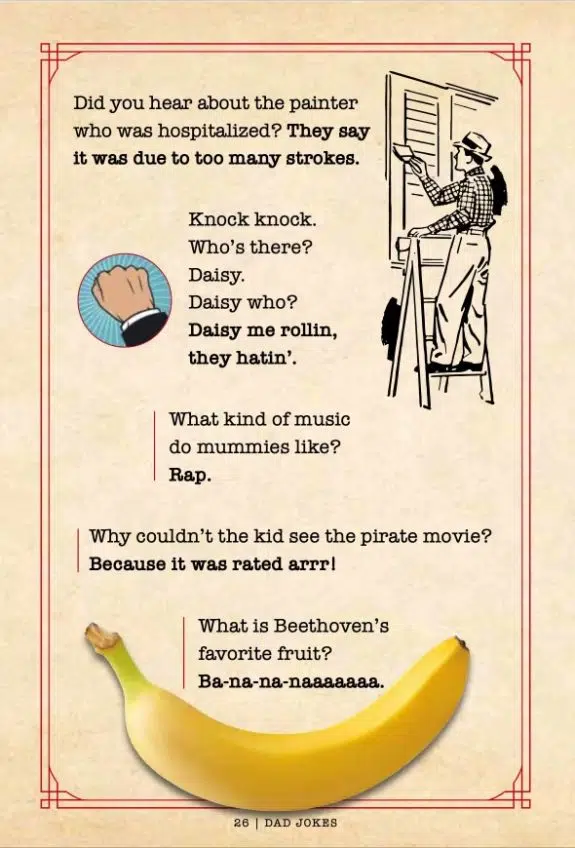 Did you hear about the painter
who was hospitalized? They say
it was due to too many strokes.
Knock knock.
Who's there?
Daisy.
Daisy who?
Daisy me rollin,
they hatin'.
What kind of music
do mummies like?
Rap.
Why couldn't the kid see the pirate movie?
Because it was rated arrr!
What is Beethoven's
favorite fruit?
Ba-na-na-naaaaaaa.
26 | DAD JOKES